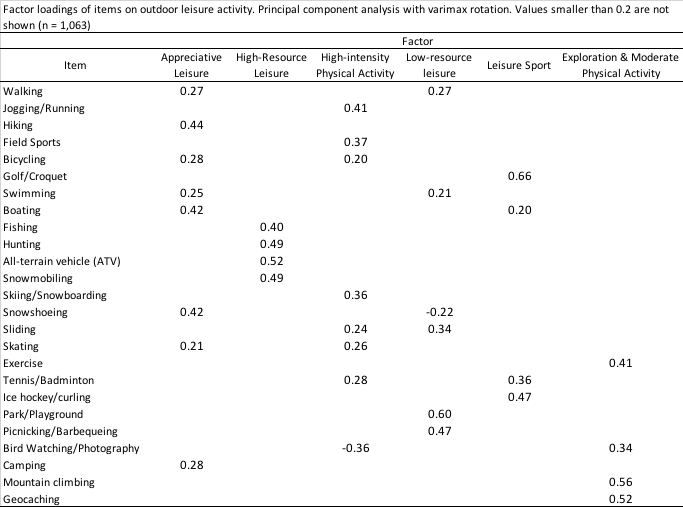 Factor loadings of items on outdoor leisure activity. Principal component analysis with varimax rotation. Values smaller than 0.2 are not
shown (n = 1,063)
Factor
Item Appreciative Leisure High-Resource Leisure High-intensity Physical Activity Low-resource leisure Leisure Sport Exploration & Moderate Physical Activity
Walking 0.27 0.27
Jogging/Running 0.41
Hiking 0.44
Field Sports 0.37
Bicycling 0.28 0.20
Golf/Croquet 0.66
Swimming 0.25 0.21
Boating 0.42 0.20
Fishing 0.40
Hunting 0.49
All-terrain vehicle (ATV) 0.52
Snowmobiling 0.49
Skiing/Snowboarding 0.36
Snowshoeing 0.42 -0.22
Sliding 0.24 0.34
Skating 0.21 0.26
Exercise 0.41
Tennis/Badminton 0.28 0.36
Ice hockey/curling 0.47
Park/Playground 0.60
Picnicking/Barbequeing 0.47
Bird Watching/Photography -0.36 0.34
Camping 0.28
Mountain climbing 0.56
Geocaching 0.52